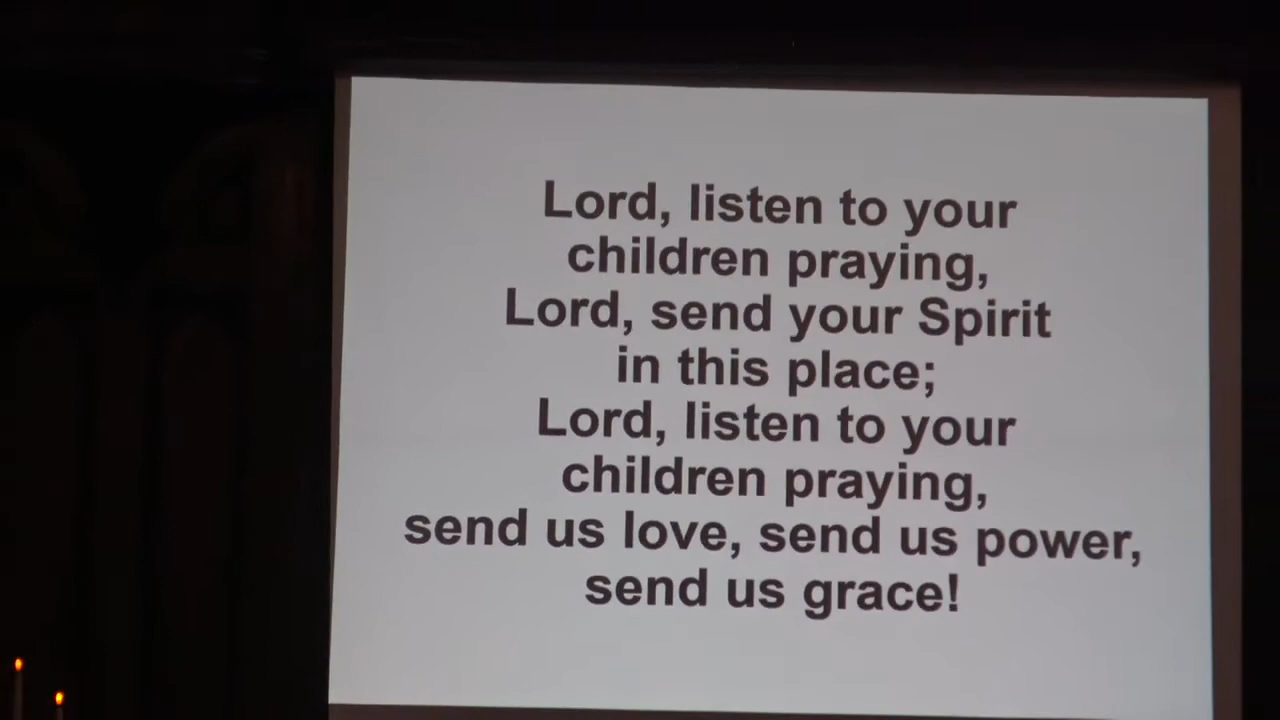 Lord, listen to your
children praying,
Lord, send your Spirit
in this place;
Lord, listen to your
children praying,
send us love, send us power,
send us grace!